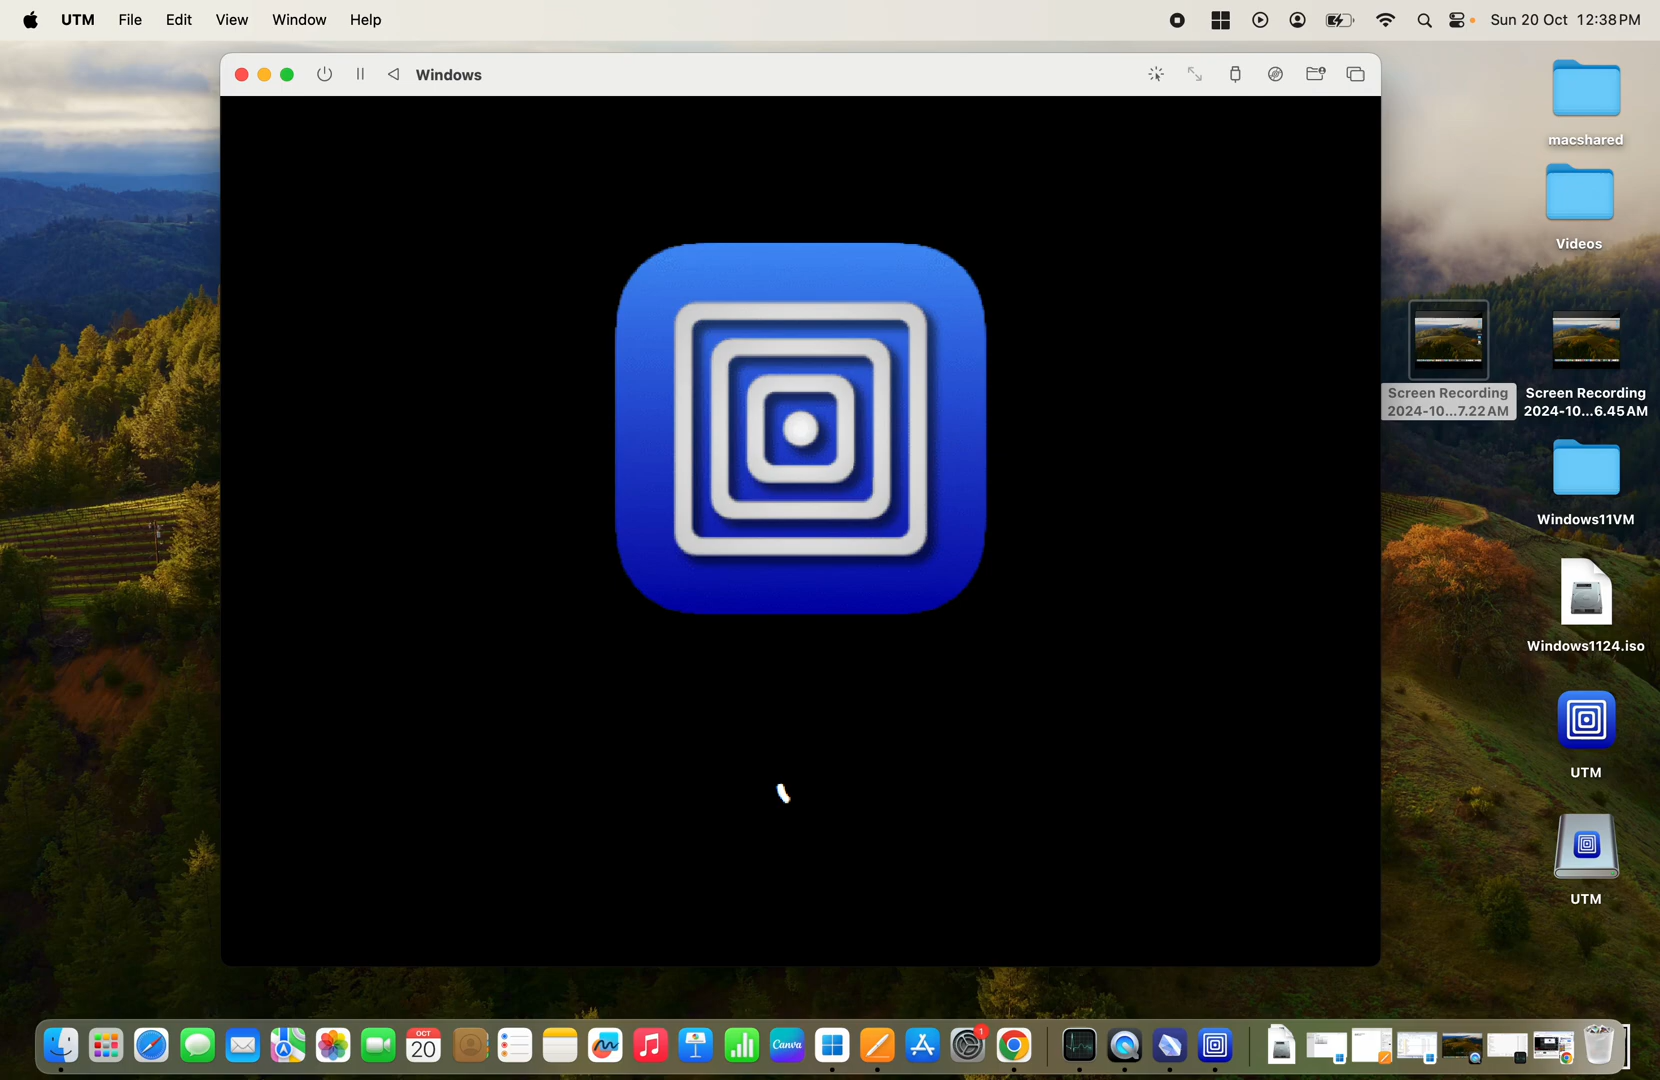 UTM File Edit View Window Help
Sun 20 Oct 12:38 PM
Windows
macshared
Videos
Screen Recording
2024-10...7.22 AM
Screen Recording
2024-10...6.45 AM
Windows11VM
Windows1124.iso
UTM
UTM
OCT
20
Canva
1